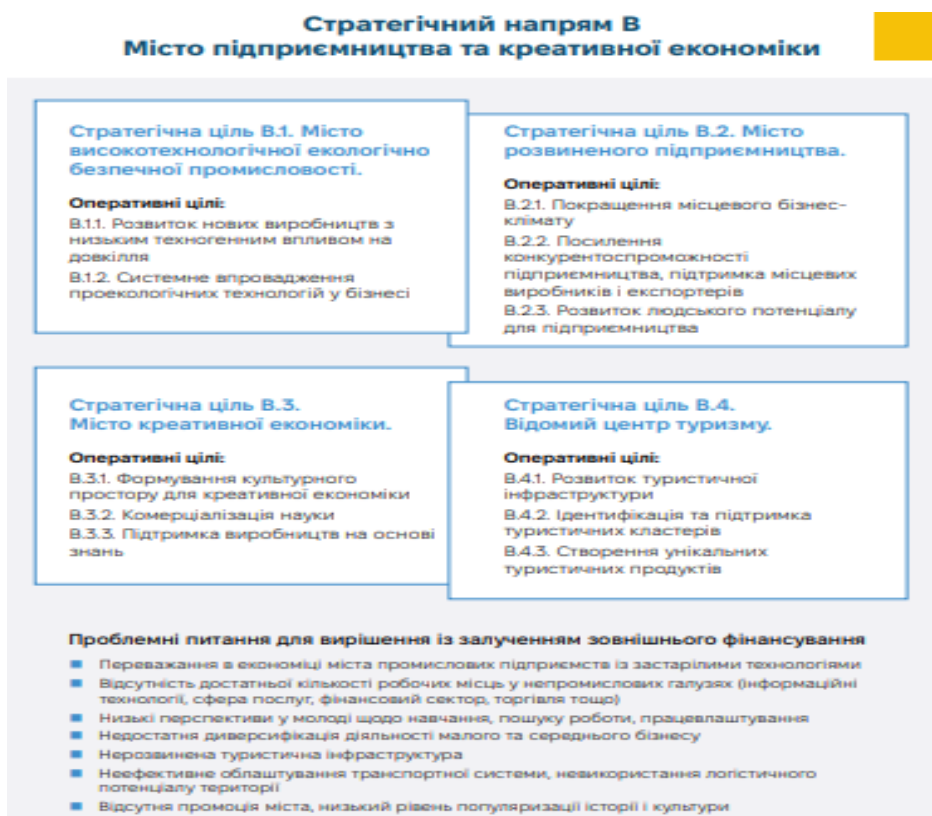 Стратегічний напрям В
Місто підприємництва та креативної економіки
Стратегічна ціль В.1. Місто
високотехнологічної екологічно
безпечної промисловості.
Оперативні цілі:
В.1.1. Розвиток нових виробництв з
низьким техногенним впливом на
довкілля
В.1.2. Системне впровадження
проекологічних технологій у бізнесі
Стратегічна ціль В.2. Місто
розвиненого підприємництва.
Оперативні цілі:
В.2.1. Покращення місцевого бізнес-
клімату
В.2.2. Посилення
конкурентоспроможності
підприємництва, підтримка місцевих
виробників і експортерів
В.2.3. Розвиток людського потенціалу
для підприємництва
Стратегічна ціль В.3.
Місто креативної економіки.
Оперативні цілі:
В.3.1. Формування культурного
простору для креативної економіки
В.3.2. Комерціалізація науки
В.3.3. Підтримка виробництв на основі
знань
Стратегічна ціль В.4.
Відомий центр туризму.
Оперативні цілі:
В.4.1. Розвиток туристичної
інфраструктури
В.4.2. Ідентифікація та підтримка
туристичних кластерів
В.4.3. Створення унікальних
туристичних продуктів
Проблемні питання для вирішення із залученням зовнішнього фінансування
Переважання в економіці міста промислових підприємств із застарілими технологіями
Відсутність достатньої кількості робочих місць у непромислових галузях (інформаційні
технології, сфера послуг, фінансовий сектор, торгівля тощо)
Низькі перспективи у молоді щодо навчання, пошуку роботи, працевлаштування
Недостатня диверсифікація діяльності малого та середнього бізнесу
Нерозвинена туристична інфраструктура
Неефективне облаштування транспортної системи, невикористання логістичного
потенціалу території
Відсутня промоція міста, низький рівень популяризації історії і культури